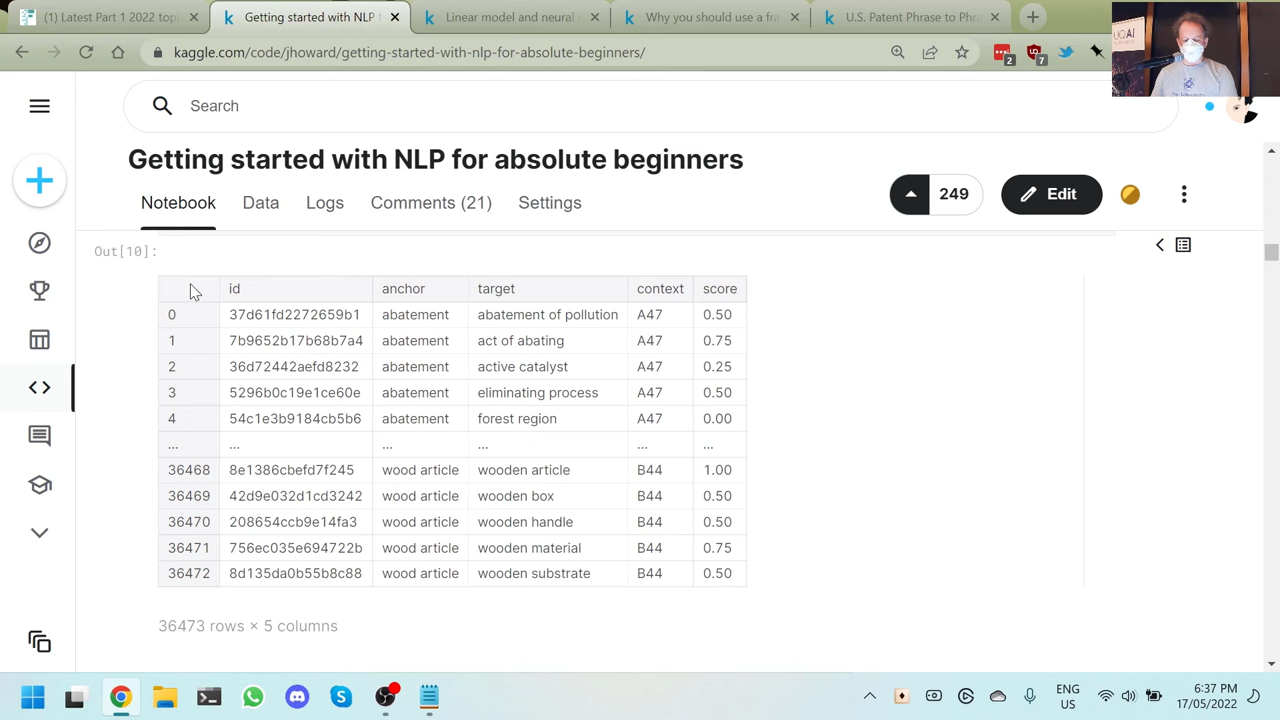 (1) Latest Part 1 2022 topi
Getting started with NLP f
Linear model and neural
Why you should use a fra
U.S. Patent Phrase to Phr
kaggle.com/code/jhoward/getting-started-with-nlp-for-absolute-beginners/
2
7
Search
Getting started with NLP for absolute beginners
Notebook
Data
Logs
Comments (21)
Settings
249
Edit
Out[10]:
id anchor target context score
0 37d61fd2272659b1 abatement abatement of pollution A47 0.50
1 7b9652b17b68b7a4 abatement act of abating A47 0.75
2 36d72442aefd8232 abatement active catalyst A47 0.25
3 5296b0c19e1ce60e abatement eliminating process A47 0.50
4 54c1e3b9184cb5b6 abatement forest region A47 0.00
... ... ... ... ... ...
36468 8e1386cbefd7f245 wood article wooden article B44 1.00
36469 42d9e032d1cd3242 wood article wooden box B44 0.50
36470 208654ccb9e14fa3 wood article wooden handle B44 0.50
36471 756ec035e694722b wood article wooden material B44 0.75
36472 8d135da0b55b8c88 wood article wooden substrate B44 0.50
36473 rows × 5 columns
ENG
US
6:37 PM
17/05/2022